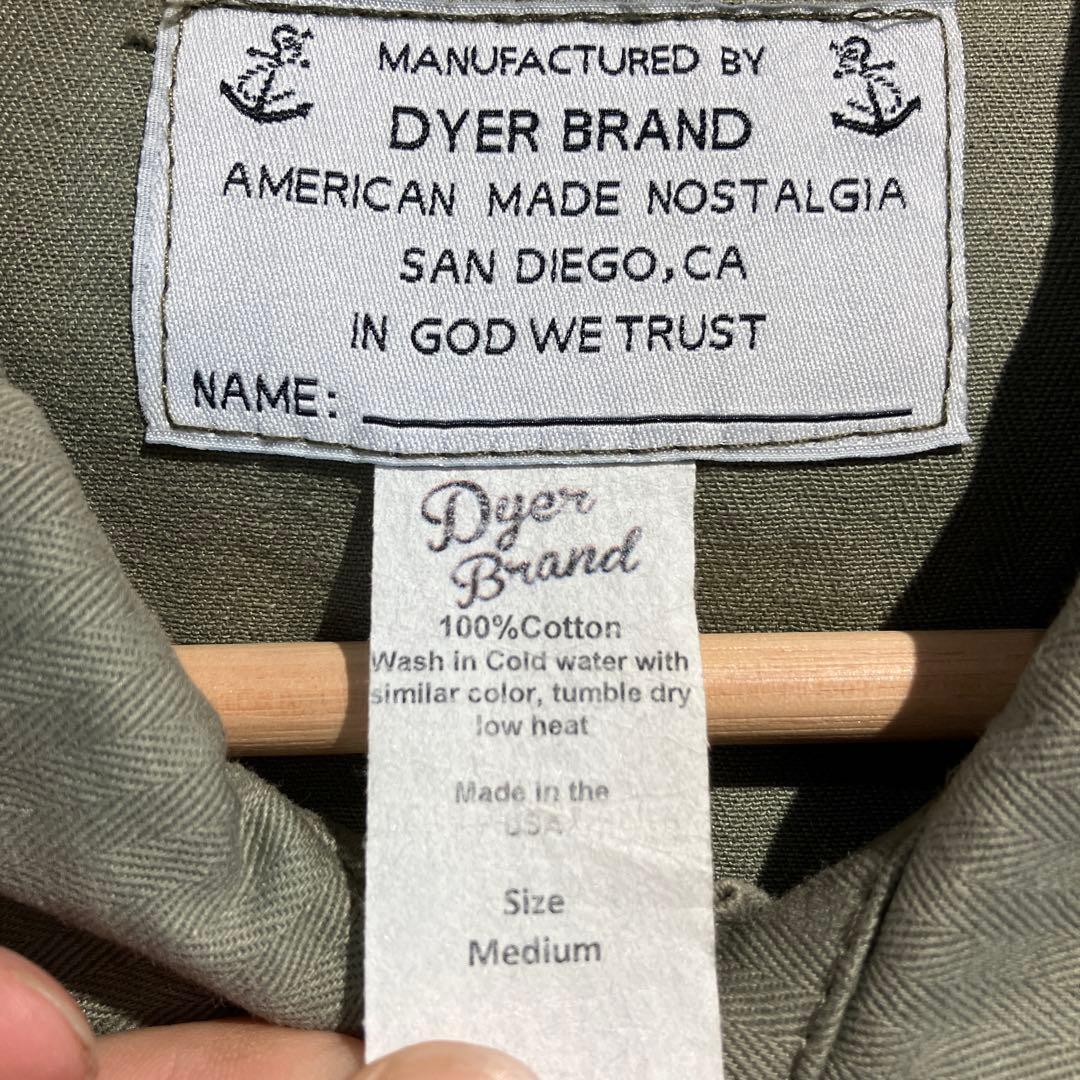 MANUFACTURED BY
DYER BRAND
AMERICAN MADE NOSTALGIA
SAN DIEGO, CA
IN GOD WE TRUST
NAME:
Dyer
Brand
100%Cotton
Wash in Cold water with
similar color, tumble dry
low heat
Made in the
USA
Size
Medium